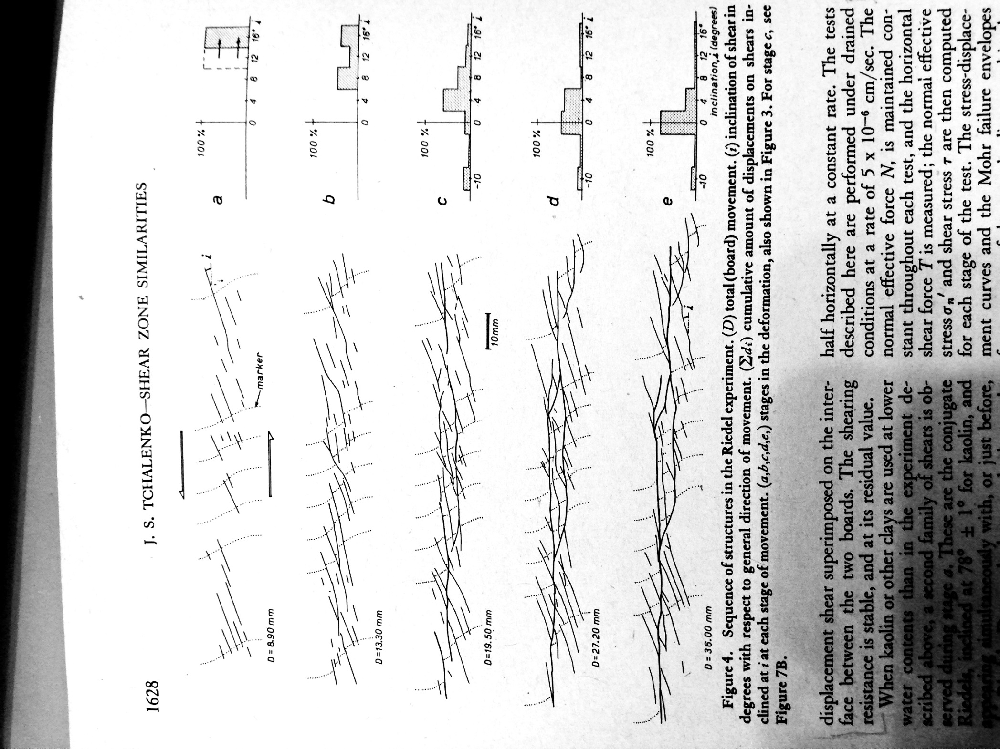 1628
J. S. TCHALENKO—SHEAR ZONE SIMILARITIES
i
marker
D = 8.90 mm
a
100 %
0 4 8 12 16° i
D=13.30 mm
b
100 %
0 4 8 12 16° i
10mm
D=19.50 mm
c
100 %
-10 0 4 8 12 16° i
D=27.20 mm
d
100 %
-10 0 4 8 12 16° i
i
D = 36.00 mm
e
100 %
-10 0 4 8 12 16°
inclination, i (degrees)
Figure 4. Sequence of structures in the Riedel experiment. (D) total (board) movement. (i) inclination of shear in
degrees with respect to general direction of movement. (Σdi) cumulative amount of displacements on shears in-
clined at i at each stage of movement. (a,b,c,d,e,) stages in the deformation, also shown in Figure 3. For stage c, see
Figure 7B.
displacement shear superimposed on the inter-
face between the two boards. The shearing
resistance is stable, and at its residual value.
When kaolin or other clays are used at lower
water contents than in the experiment de-
scribed above, a second family of shears is ob-
served during stage a. These are the conjugate
Riedels, inclined at 78° ± 1° for kaolin, and
appearing simultaneously with, or just before,
half horizontally at a constant rate. The tests
described here are performed under drained
conditions at a rate of 5 x 10⁻⁶ cm/sec. The
normal effective force N, is maintained con-
stant throughout each test, and the horizontal
shear force T is measured; the normal effective
stress σn′ and shear stress τ are then computed
for each stage of the test. The stress-displace-
ment curves and the Mohr failure envelopes